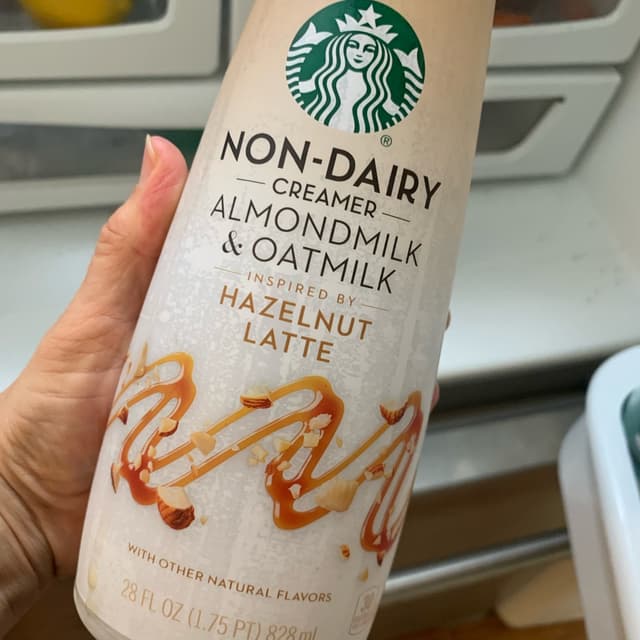 ®
NON-DAIRY
CREAMER
ALMONDMILK
& OATMILK
INSPIRED BY
HAZELNUT
LATTE
WITH OTHER NATURAL FLAVORS
28 FL OZ (1.75 PT) 828 ml